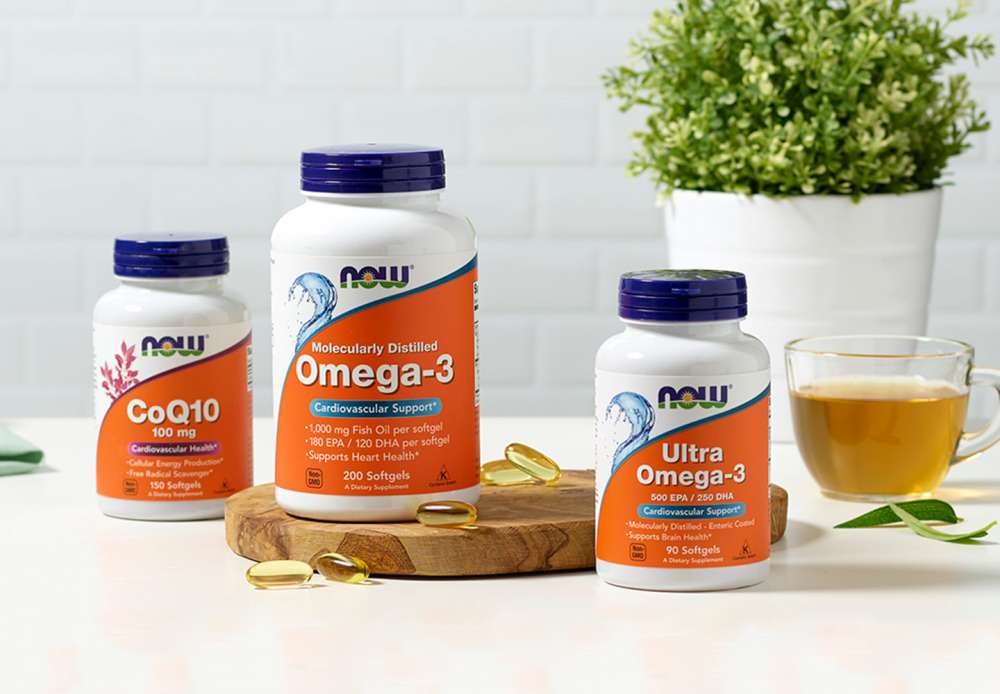 NOW®
CoQ10
100 mg
Cardiovascular Health*
•Cellular Energy Production*
•Free Radical Scavenger*
Non-
GMO
150 Softgels
A Dietary Supplement
NOW®
Molecularly Distilled
Omega-3
Cardiovascular Support*
•1,000 mg Fish Oil per softgel
•180 EPA / 120 DHA per softgel
•Supports Heart Health*
Non-
GMO
200 Softgels
A Dietary Supplement
K
NOW®
Ultra
Omega-3
500 EPA / 250 DHA
Cardiovascular Support*
•Molecularly Distilled - Enteric Coated
•Supports Brain Health*
Non-
GMO
90 Softgels
A Dietary Supplement
K